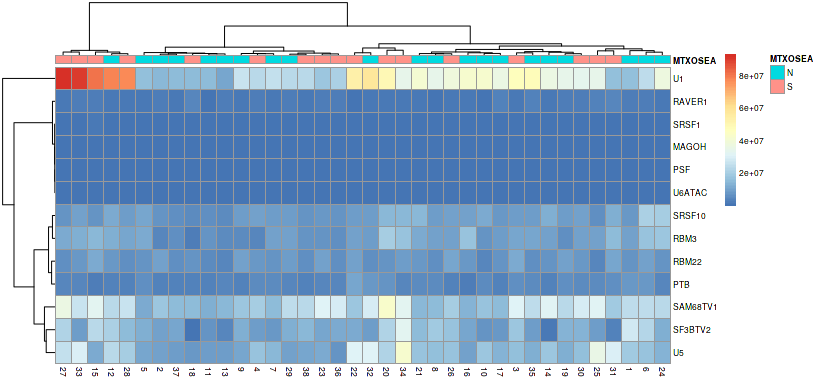 MTXOSEA
U1
RAVER1
SRSF1
MAGOH
PSF
U6ATAC
SRSF10
RBM3
RBM22
PTB
SAM68TV1
SF3BTV2
U5
27 33 15 12 28 5 2 37 18 11 13 9 4 7 29 38 23 36 22 32 20 34 21 8 26 16 10 17 3 35 14 19 30 25 31 1 6 24
8e+07
6e+07
4e+07
2e+07
MTXOSEA
N
S